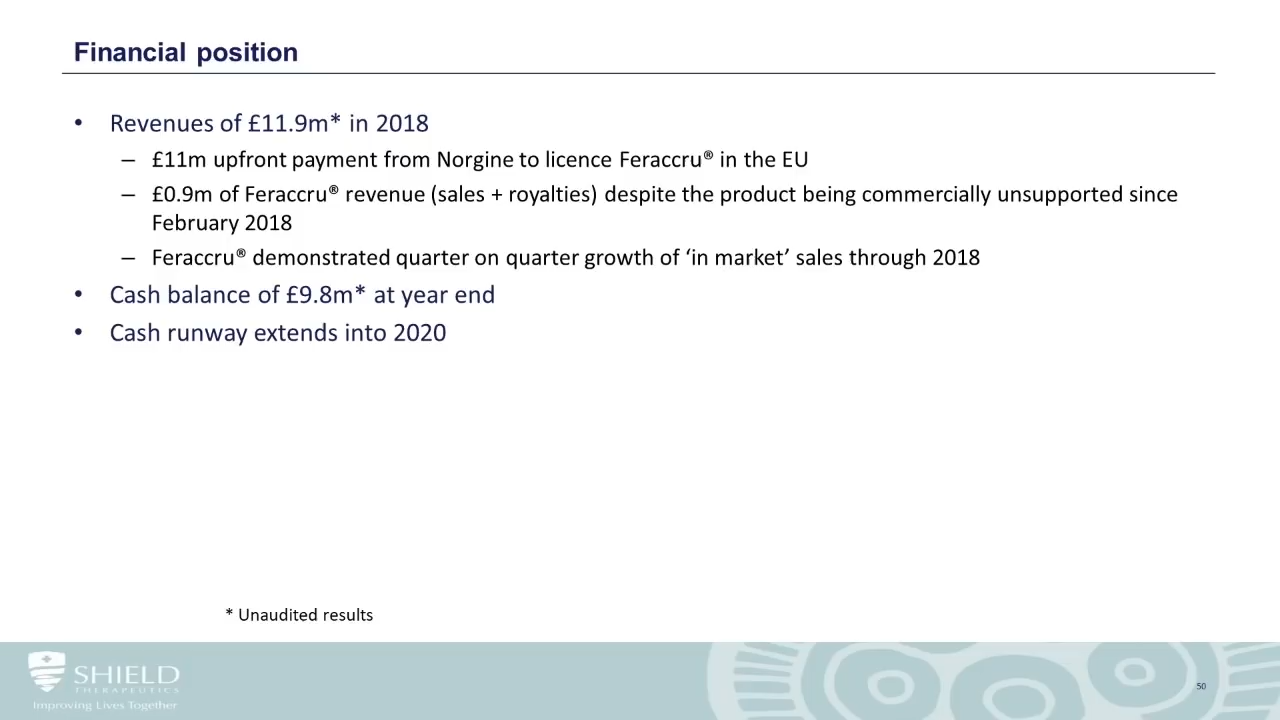 Financial position
• Revenues of £11.9m* in 2018
– £11m upfront payment from Norgine to licence Feraccru® in the EU
– £0.9m of Feraccru® revenue (sales + royalties) despite the product being commercially unsupported since
February 2018
– Feraccru® demonstrated quarter on quarter growth of ‘in market’ sales through 2018
• Cash balance of £9.8m* at year end
• Cash runway extends into 2020
* Unaudited results
SHIELD
THERAPEUTICS
Improving Lives Together
50